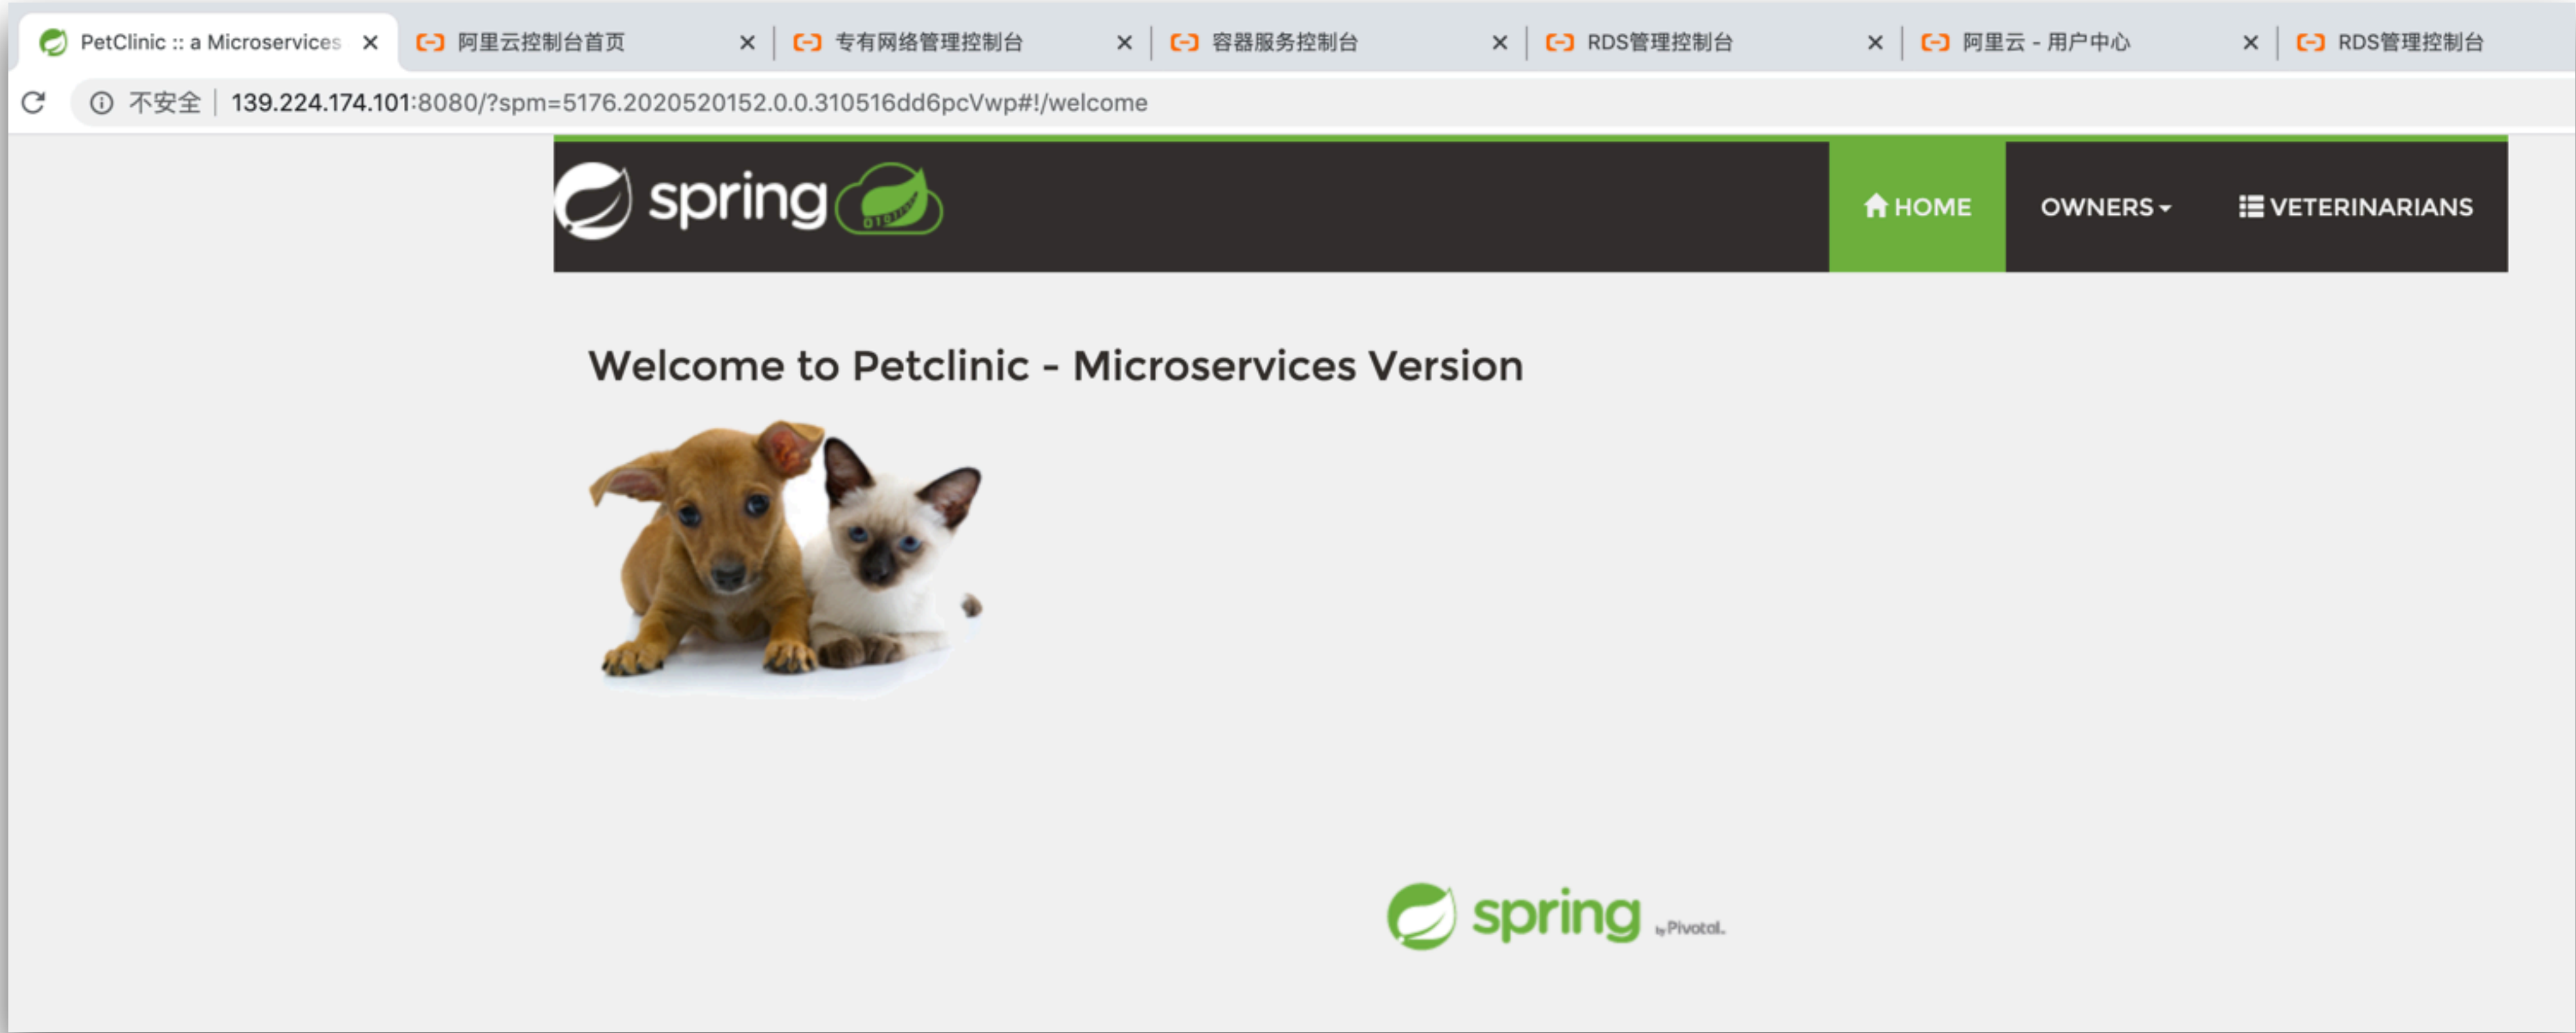 PetClinic :: a Microservices
阿里云控制台首页
专有网络管理控制台
容器服务控制台
RDS管理控制台
阿里云 - 用户中心
RDS管理控制台
不安全
139.224.174.101:8080/?spm=5176.2020520152.0.0.310516dd6pcVwp#!/welcome
spring
HOME
OWNERS
VETERINARIANS
Welcome to Petclinic - Microservices Version
spring by Pivotal.